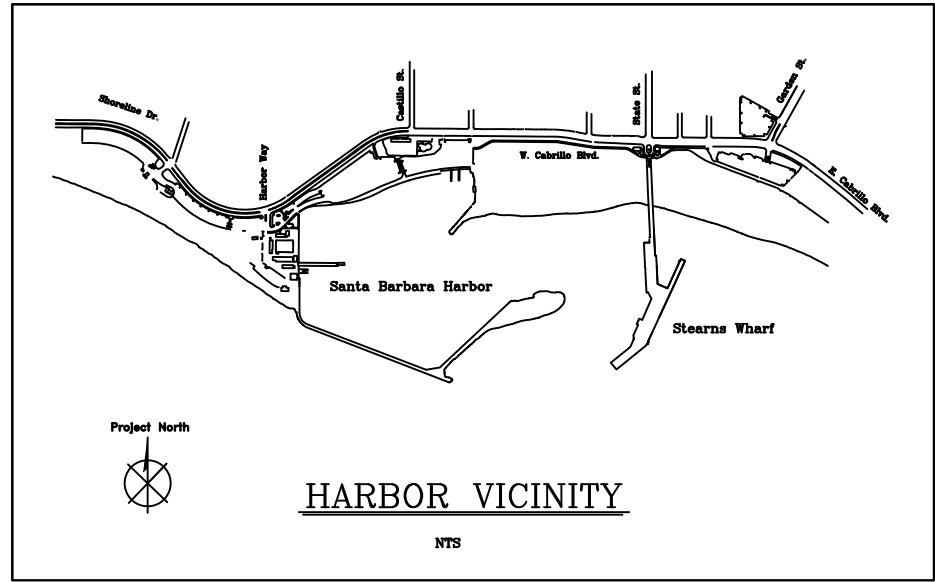 Shoreline Dr.
Harbor Way
Castillo St.
State St.
Garden St.
W. Cabrillo Blvd.
E. Cabrillo Blvd.
Santa Barbara Harbor
Stearns Wharf
Project North
HARBOR VICINITY
NTS